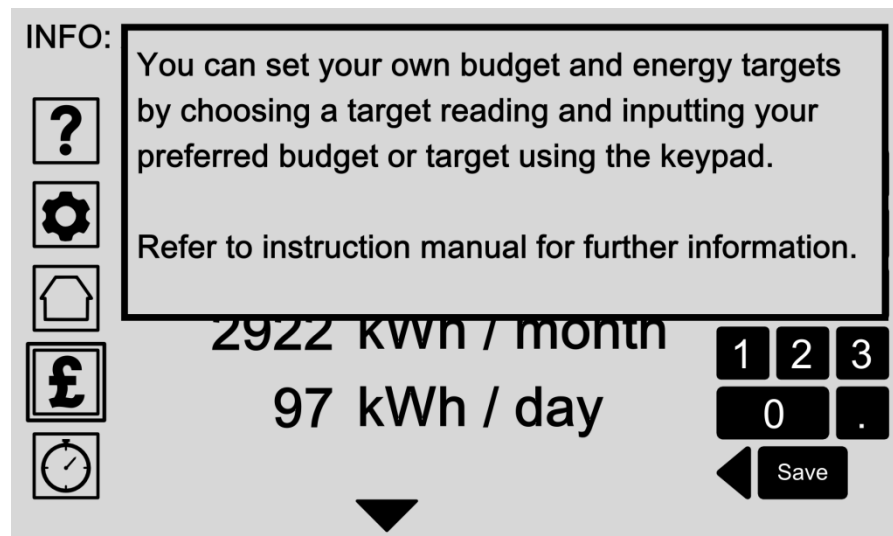 INFO:
You can set your own budget and energy targets
by choosing a target reading and inputting your
preferred budget or target using the keypad.
Refer to instruction manual for further information.
?
£
2922 kWh / month
97 kWh / day
1 2 3
0 .
Save